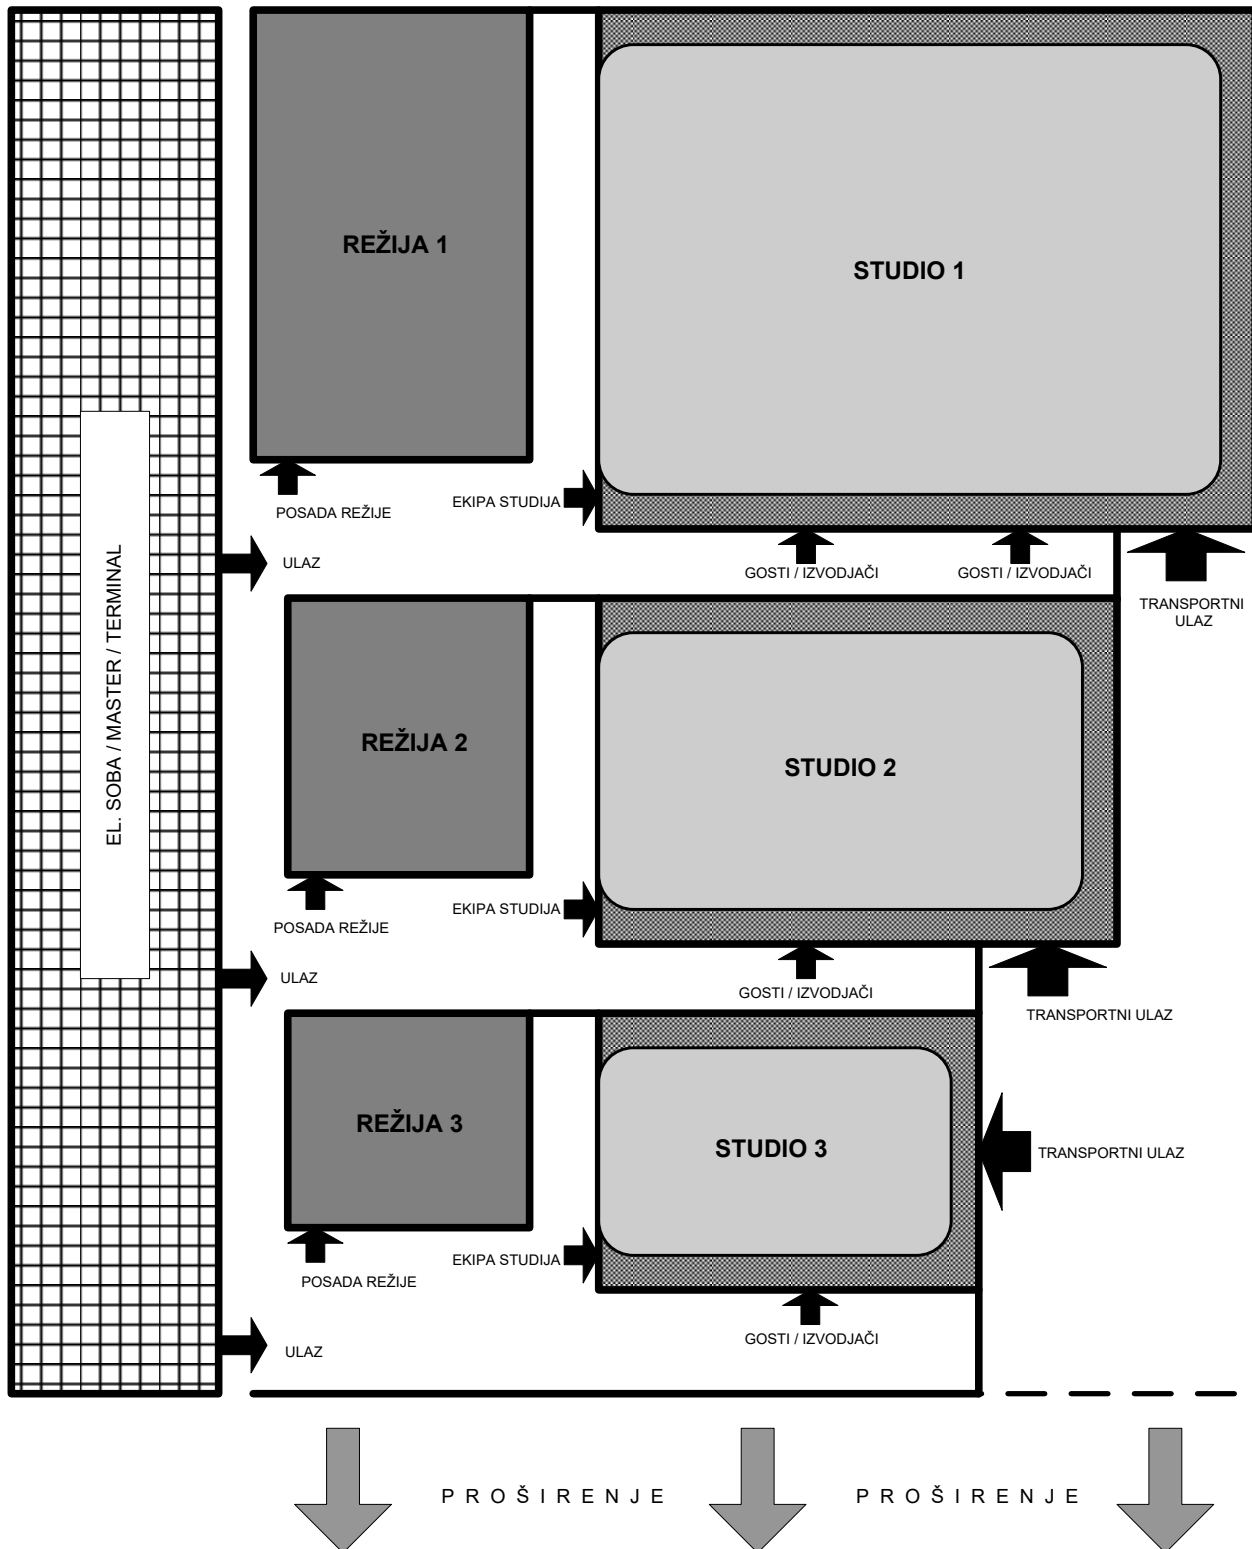 REŽIJA 1
STUDIO 1
POSADA REŽIJE
EKIPA STUDIJA
ULAZ
GOSTI / IZVODJAČI
GOSTI / IZVODJAČI
TRANSPORTNI
ULAZ
EL. SOBA / MASTER / TERMINAL
REŽIJA 2
STUDIO 2
POSADA REŽIJE
EKIPA STUDIJA
ULAZ
GOSTI / IZVODJAČI
TRANSPORTNI ULAZ
REŽIJA 3
STUDIO 3
TRANSPORTNI ULAZ
POSADA REŽIJE
EKIPA STUDIJA
ULAZ
GOSTI / IZVODJAČI
P R O Š I R E N J E
P R O Š I R E N J E